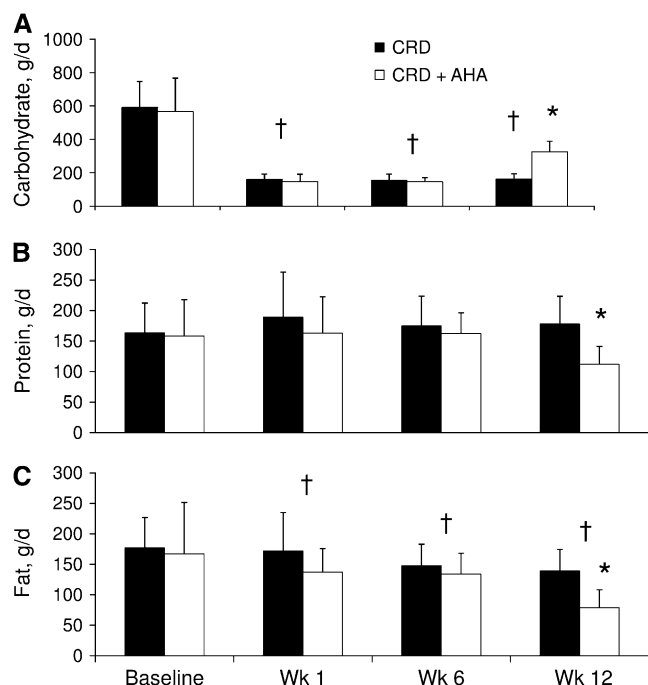 A
Carbohydrate, g/d
1000
800
600
400
200
0
CRD
CRD + AHA
†
†
†
*
B
Protein, g/d
300
250
200
150
100
50
0
*
C
Fat, g/d
300
250
200
150
100
50
0
†
†
†
*
Baseline
Wk 1
Wk 6
Wk 12